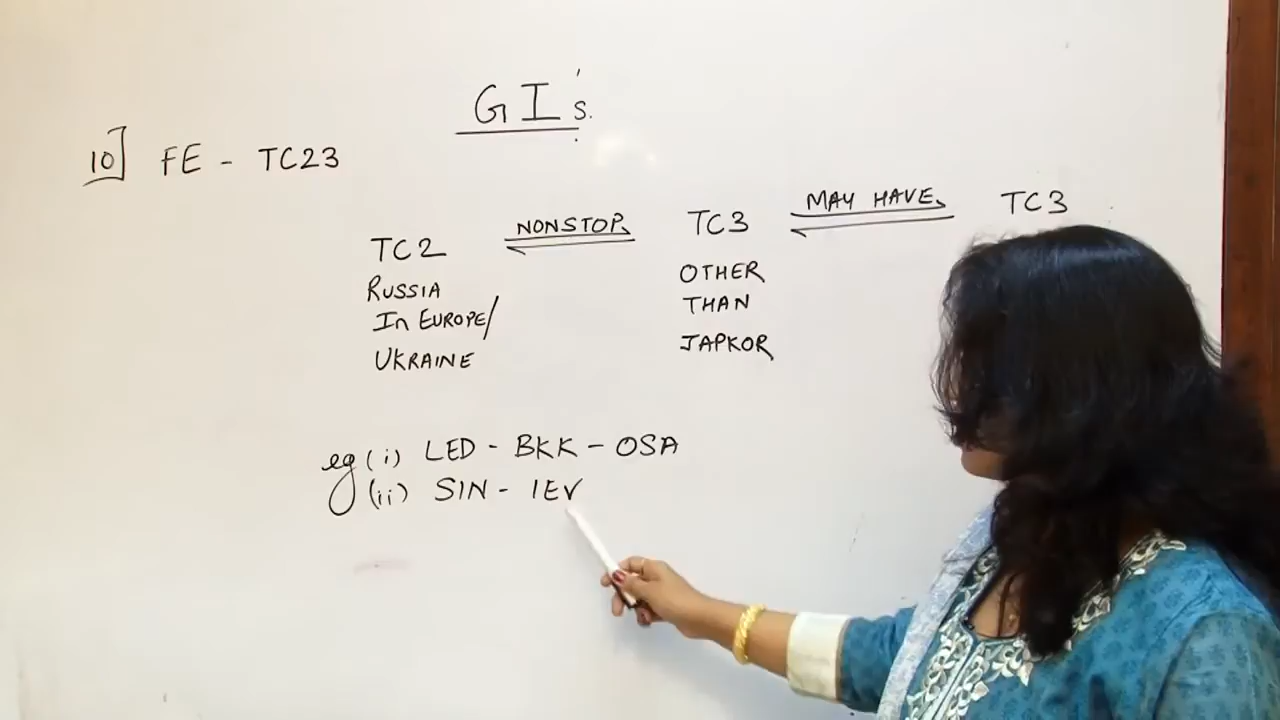 GI's.
10] FE - TC23
TC2 NONSTOP TC3 MAY HAVE TC3
RUSSIA
In EUROPE/
UKRAINE
OTHER
THAN
JAPKOR
eg (i) LED - BKK - OSA
(ii) SIN - IEV